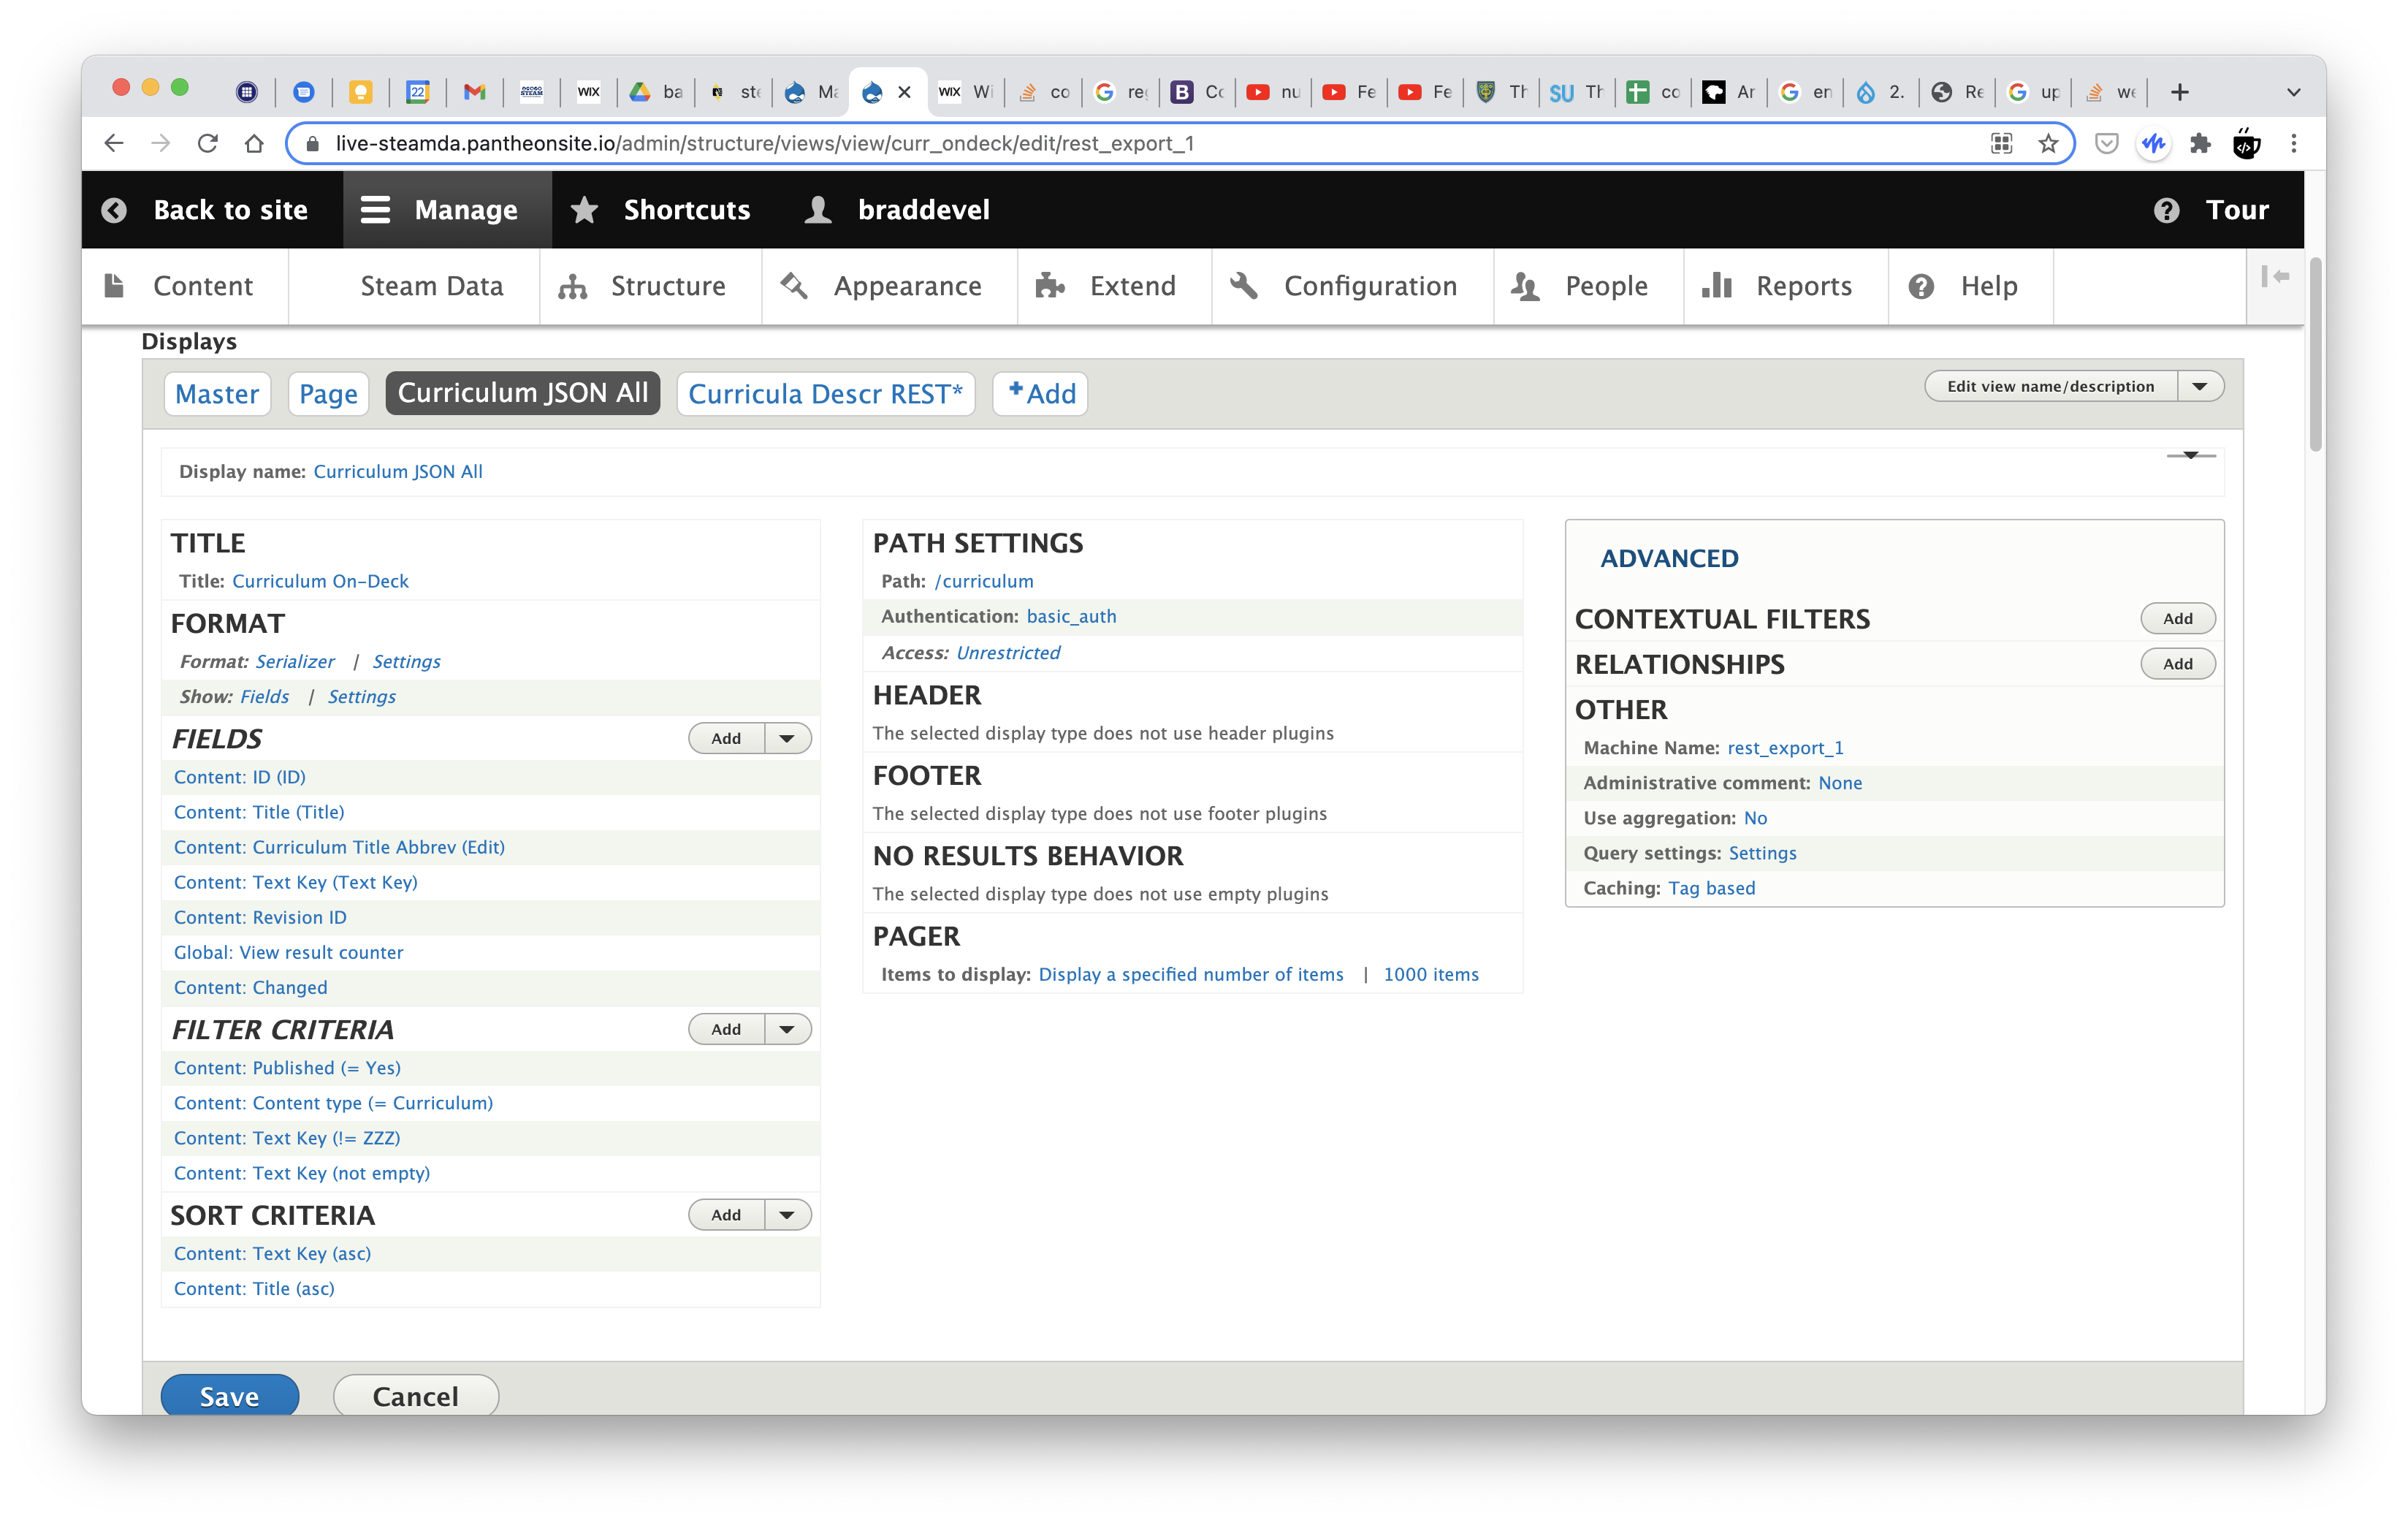 22
WIX
ba
ste
Ma
WIX
Wi
co
re
Co
nu
Fe
Fe
Th
SU
Th
co
Ar
en
2.
Re
up
we
live-steamda.pantheonsite.io/admin/structure/views/view/curr_ondeck/edit/rest_export_1
Back to site
Manage
Shortcuts
braddevel
Tour
Content
Steam Data
Structure
Appearance
Extend
Configuration
People
Reports
Help
Displays
Master
Page
Curriculum JSON All
Curricula Descr REST*
+Add
Edit view name/description
Display name: Curriculum JSON All
TITLE
Title: Curriculum On-Deck
FORMAT
Format: Serializer | Settings
Show: Fields | Settings
FIELDS
Add
Content: ID (ID)
Content: Title (Title)
Content: Curriculum Title Abbrev (Edit)
Content: Text Key (Text Key)
Content: Revision ID
Global: View result counter
Content: Changed
FILTER CRITERIA
Add
Content: Published (= Yes)
Content: Content type (= Curriculum)
Content: Text Key (!= ZZZ)
Content: Text Key (not empty)
SORT CRITERIA
Add
Content: Text Key (asc)
Content: Title (asc)
PATH SETTINGS
Path: /curriculum
Authentication: basic_auth
Access: Unrestricted
HEADER
The selected display type does not use header plugins
FOOTER
The selected display type does not use footer plugins
NO RESULTS BEHAVIOR
The selected display type does not use empty plugins
PAGER
Items to display: Display a specified number of items | 1000 items
ADVANCED
CONTEXTUAL FILTERS
Add
RELATIONSHIPS
Add
OTHER
Machine Name: rest_export_1
Administrative comment: None
Use aggregation: No
Query settings: Settings
Caching: Tag based
Save
Cancel